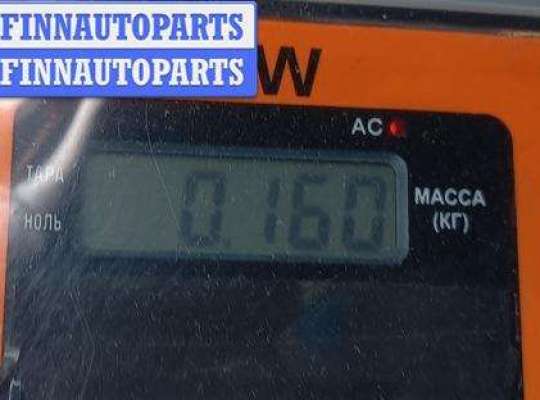 FINNAUTOPARTS
FINNAUTOPARTS
W
AC
ТАРА
0.160
МАССА
НОЛЬ
(КГ)